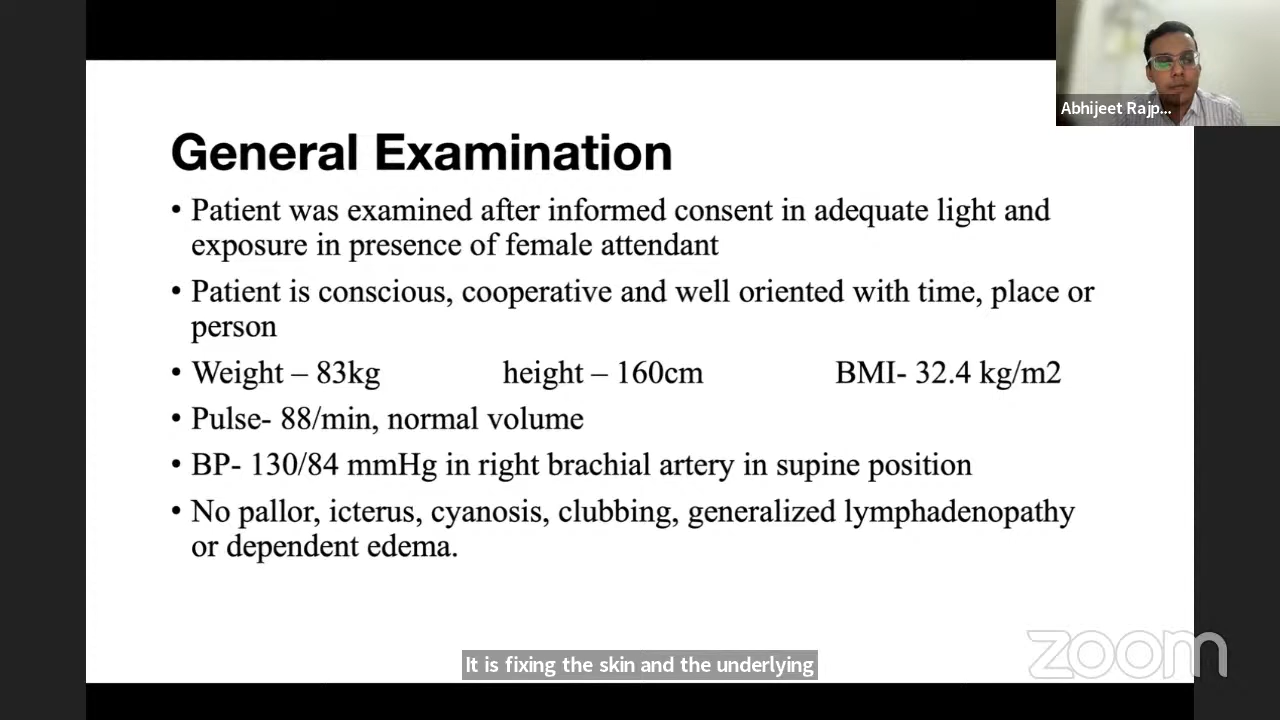 Abhijeet Rajp...
General Examination
• Patient was examined after informed consent in adequate light and
exposure in presence of female attendant
• Patient is conscious, cooperative and well oriented with time, place or
person
• Weight – 83kg height – 160cm BMI- 32.4 kg/m2
• Pulse- 88/min, normal volume
• BP- 130/84 mmHg in right brachial artery in supine position
• No pallor, icterus, cyanosis, clubbing, generalized lymphadenopathy
or dependent edema.
It is fixing the skin and the underlying
zoom